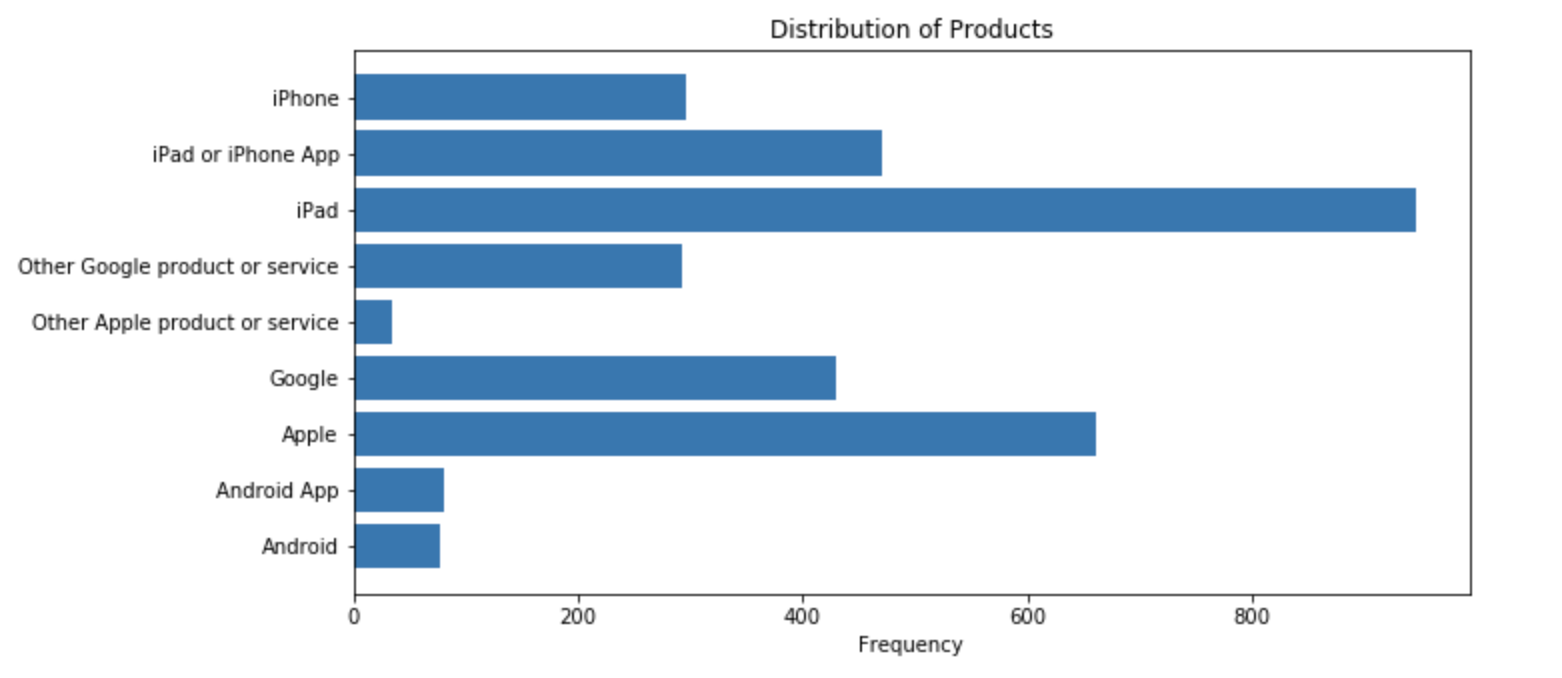 Distribution of Products
iPhone
iPad or iPhone App
iPad
Other Google product or service
Other Apple product or service
Google
Apple
Android App
Android
0 200 400 600 800
Frequency